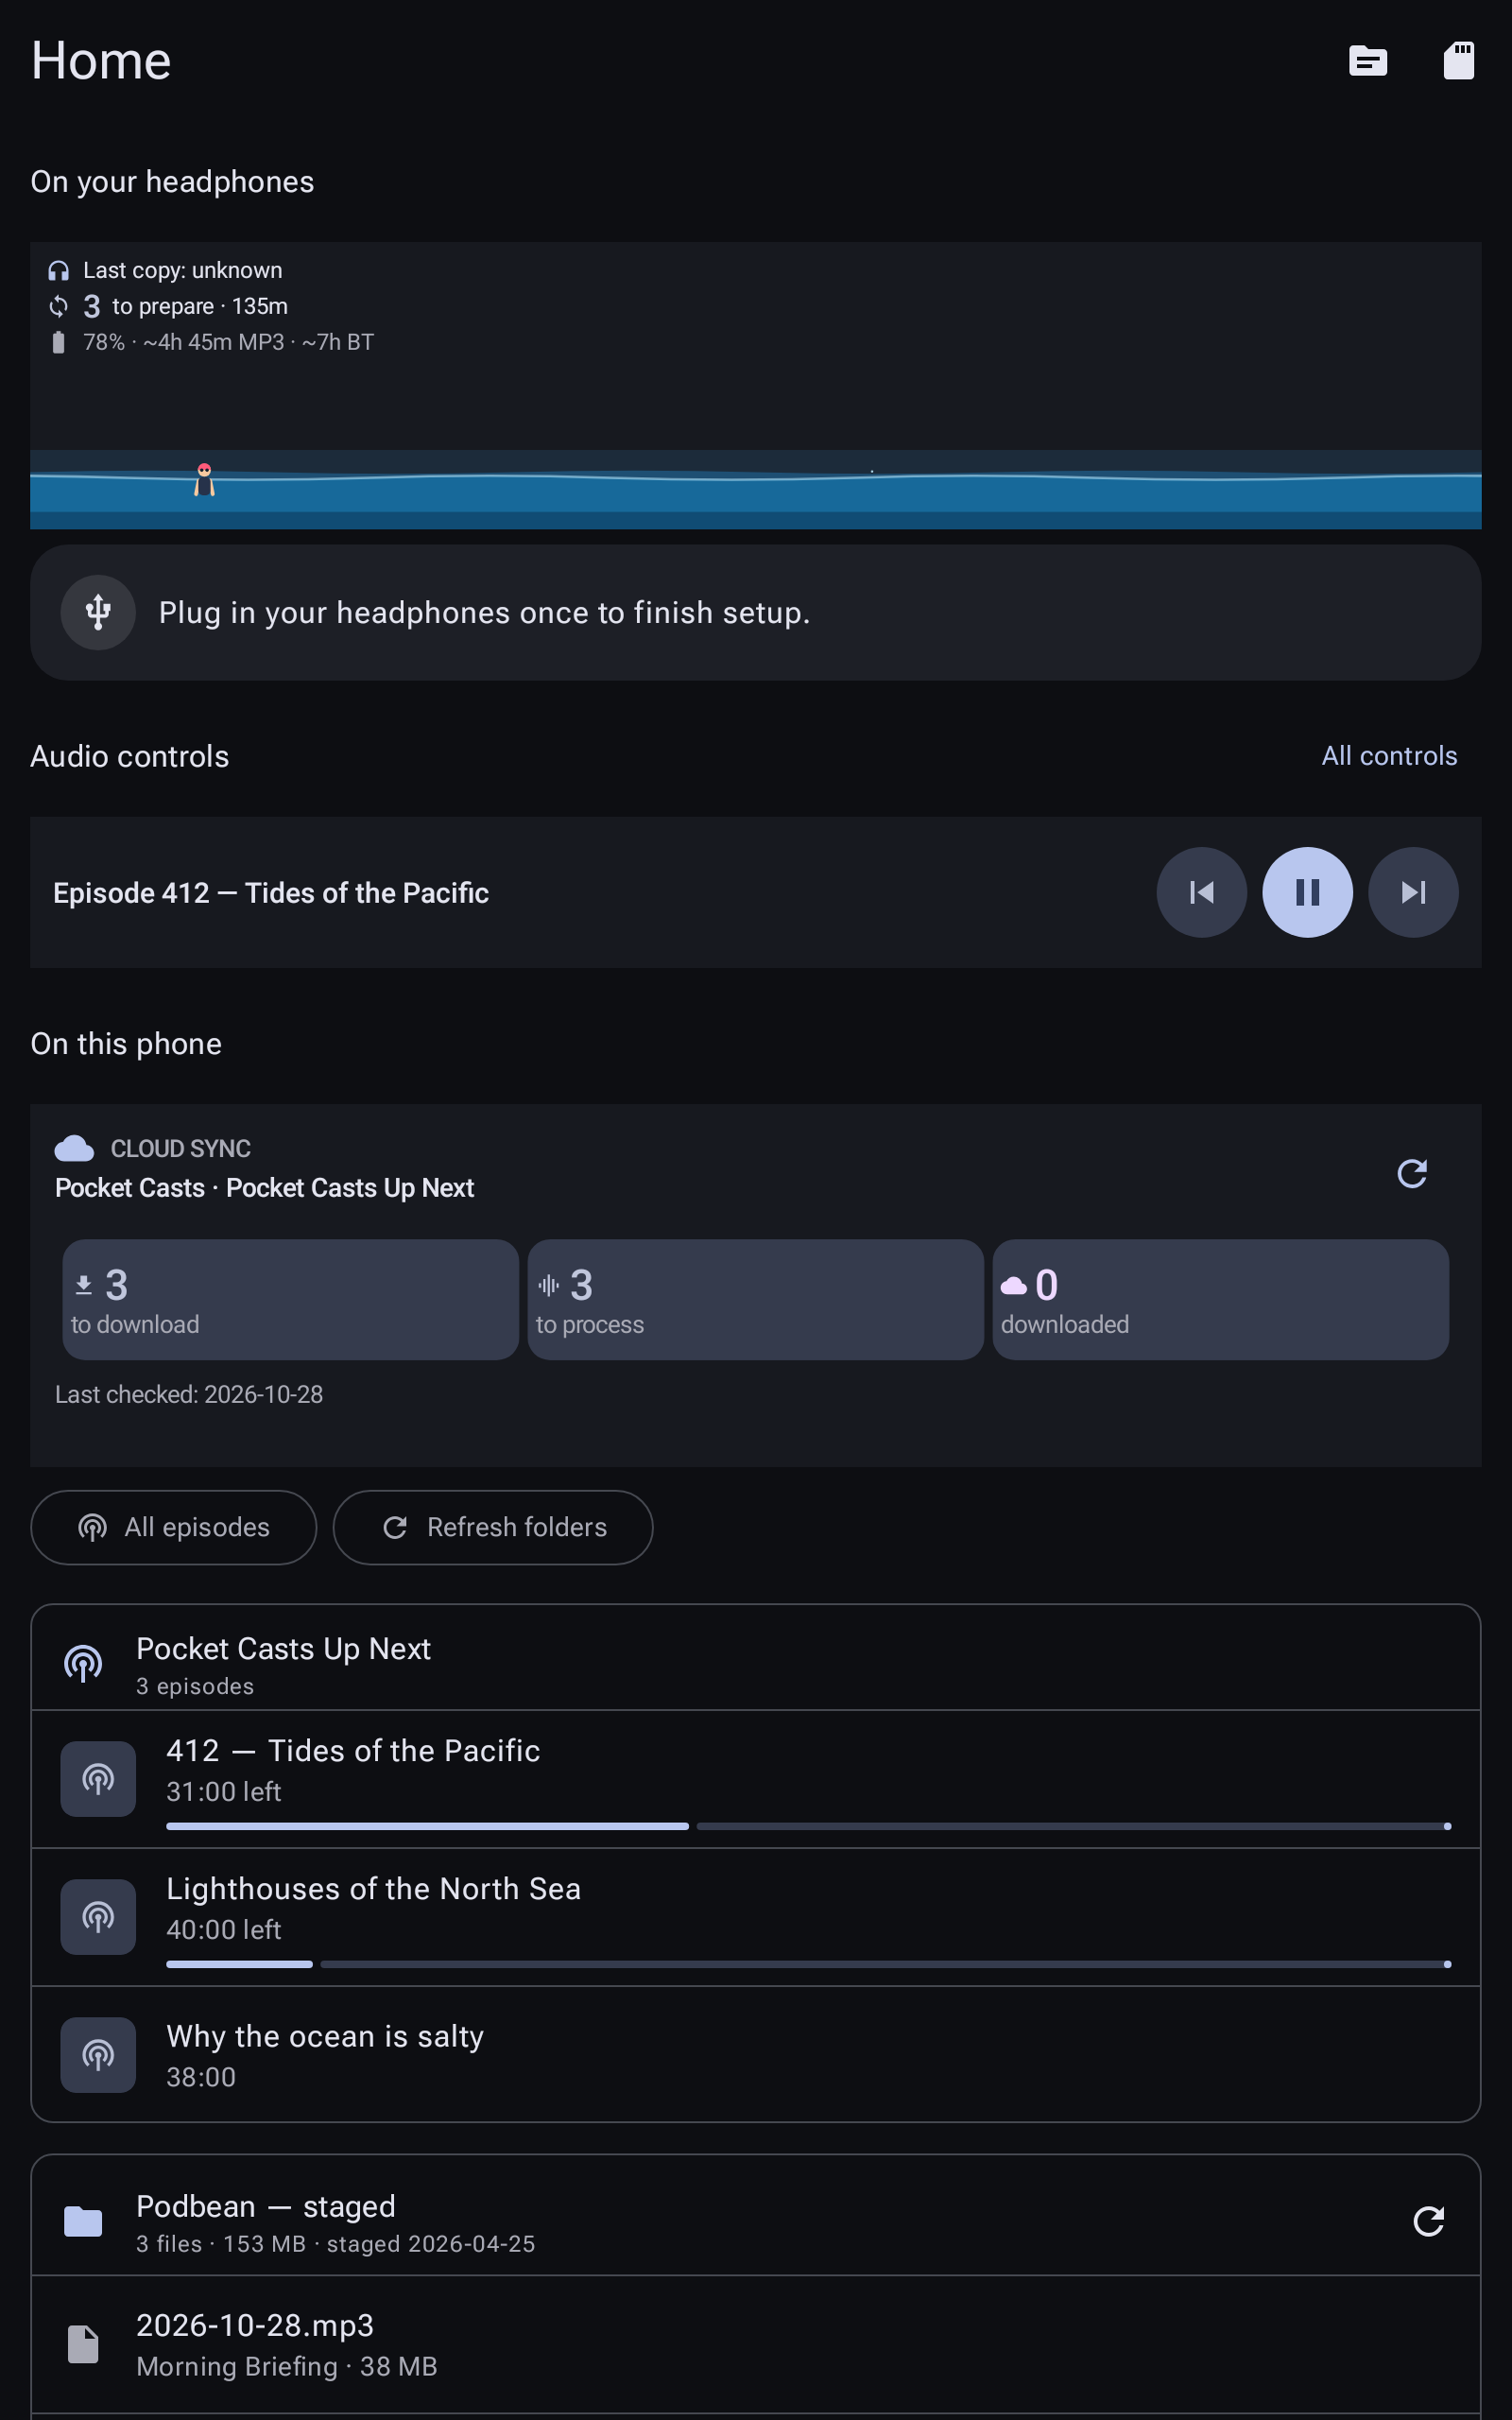 Home
On your headphones
Last copy: unknown
3 to prepare · 135m
78% · ~4h 45m MP3 · ~7h BT
Plug in your headphones once to finish setup.
Audio controls
All controls
Episode 412 — Tides of the Pacific
On this phone
CLOUD SYNC
Pocket Casts · Pocket Casts Up Next
3
to download
3
to process
0
downloaded
Last checked: 2026-10-28
All episodes
Refresh folders
Pocket Casts Up Next
3 episodes
412 — Tides of the Pacific
31:00 left
Lighthouses of the North Sea
40:00 left
Why the ocean is salty
38:00
Podbean — staged
3 files · 153 MB · staged 2026-04-25
2026-10-28.mp3
Morning Briefing · 38 MB